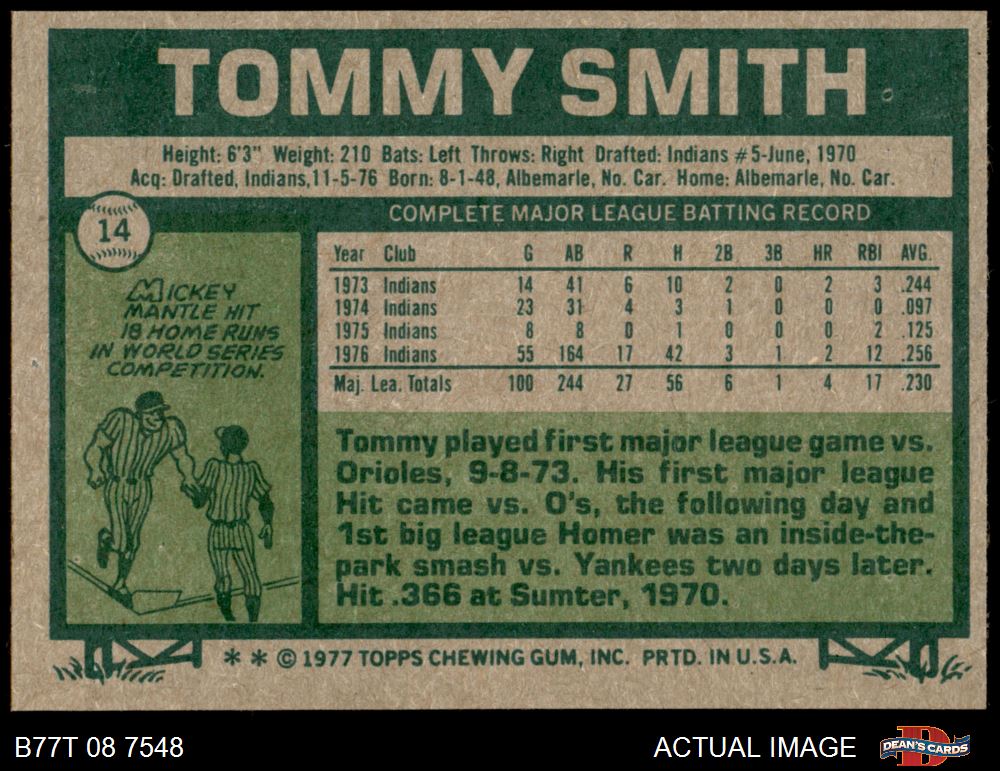 TOMMY SMITH
Height: 6'3" Weight: 210 Bats: Left Throws: Right Drafted: Indians #5-June, 1970
Acq: Drafted, Indians, 11-5-76 Born: 8-1-48, Albemarle, No. Car. Home: Albemarle, No. Car.
14
MICKEY
MANTLE HIT
18 HOME RUNS
IN WORLD SERIES
COMPETITION.
COMPLETE MAJOR LEAGUE BATTING RECORD
Year Club G AB R H 2B 3B HR RBI AVG.
1973 Indians 14 41 6 10 2 0 2 3 .244
1974 Indians 23 31 4 3 1 0 0 0 .097
1975 Indians 8 8 0 1 0 0 0 2 .125
1976 Indians 55 164 17 42 3 1 2 12 .256
Maj. Lea. Totals 100 244 27 56 6 1 4 17 .230
Tommy played first major league game vs.
Orioles, 9-8-73. His first major league
Hit came vs. O's, the following day and
1st big league Homer was an inside-the-
park smash vs. Yankees two days later.
Hit .366 at Sumter, 1970.
* * © 1977 TOPPS CHEWING GUM, INC. PRTD. IN U.S.A.
B77T 08 7548
ACTUAL IMAGE
DEAN'S CARDS